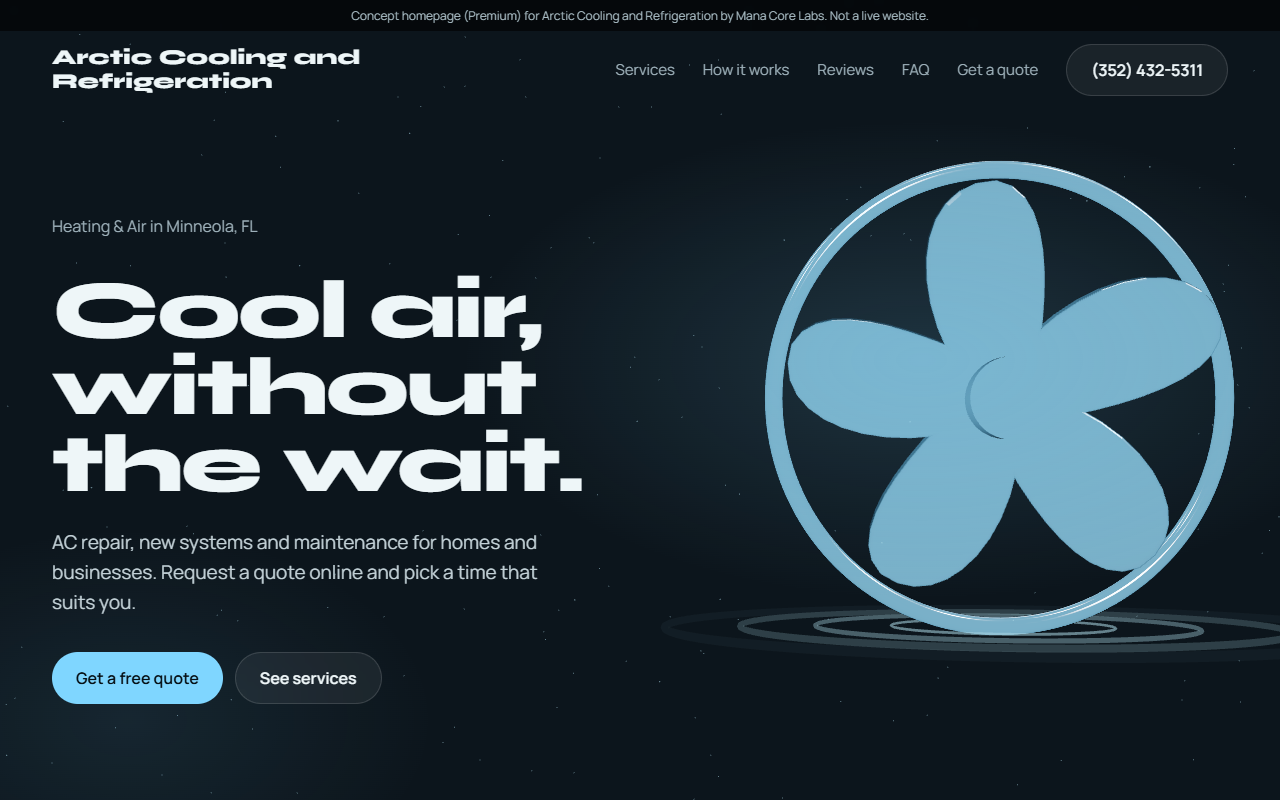 Concept homepage (Premium) for Arctic Cooling and Refrigeration by Mana Core Labs. Not a live website.
Arctic Cooling and
Refrigeration
Services
How it works
Reviews
FAQ
Get a quote
(352) 432-5311
Heating & Air in Minneola, FL
Cool air,
without
the wait.
AC repair, new systems and maintenance for homes and
businesses. Request a quote online and pick a time that
suits you.
Get a free quote
See services